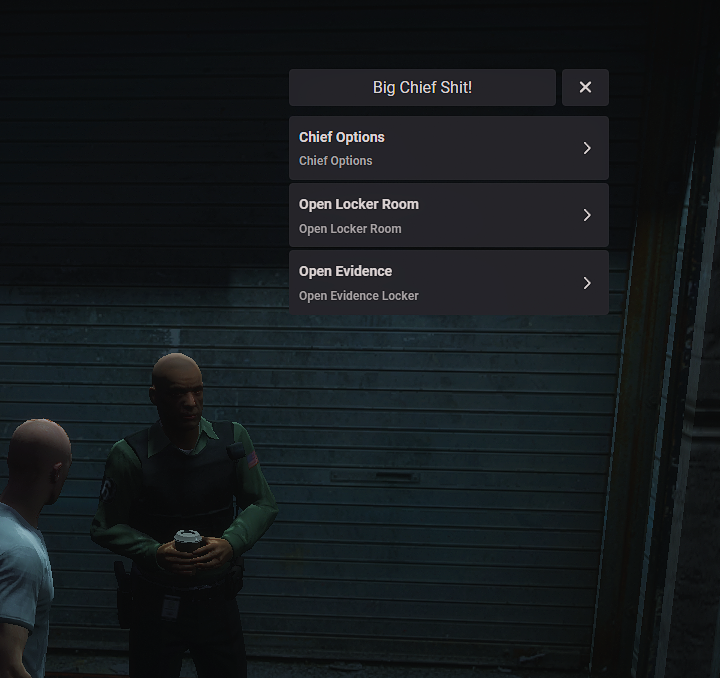 Big Chief Shit!
Chief Options
Chief Options
Open Locker Room
Open Locker Room
Open Evidence
Open Evidence Locker